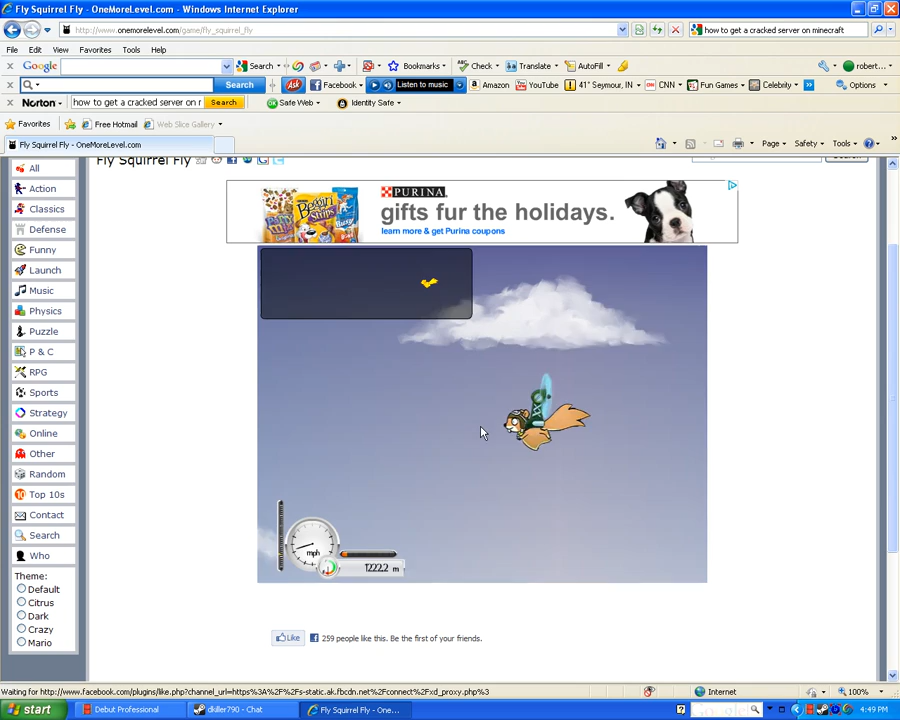 Fly Squirrel Fly - OneMoreLevel.com - Windows Internet Explorer
http://www.onemorelevel.com/game/fly_squirrel_fly
how to get a cracked server on minecraft
File Edit View Favorites Tools Help
Google Search Bookmarks Check Translate AutoFill robert...
Search Ask Facebook Listen to music Amazon YouTube 41° Seymour, IN CNN Fun Games Celebrity Options
Norton how to get a cracked server on r Search Safe Web Identity Safe
Favorites Free Hotmail Web Slice Gallery
Fly Squirrel Fly - OneMoreLevel.com
Page Safety Tools
Fly Squirrel Fly
All
Action
Classics
Defense
Funny
Launch
Music
Physics
Puzzle
P & C
RPG
Sports
Strategy
Online
Other
Random
Top 10s
Contact
Search
Who
Theme:
Default
Citrus
Dark
Crazy
Mario
PURINA
gifts fur the holidays.
learn more & get Purina coupons
mph
1222.2 m
Like 259 people like this. Be the first of your friends.
Waiting for http://www.facebook.com/plugins/like.php?channel_url=https%3A%2F%2Fs-static.ak.fbcdn.net%2Fconnect%2Fxd_proxy.php%3
Internet 100%
start Debut Professional dkiller790 - Chat Fly Squirrel Fly - One... 4:49 PM